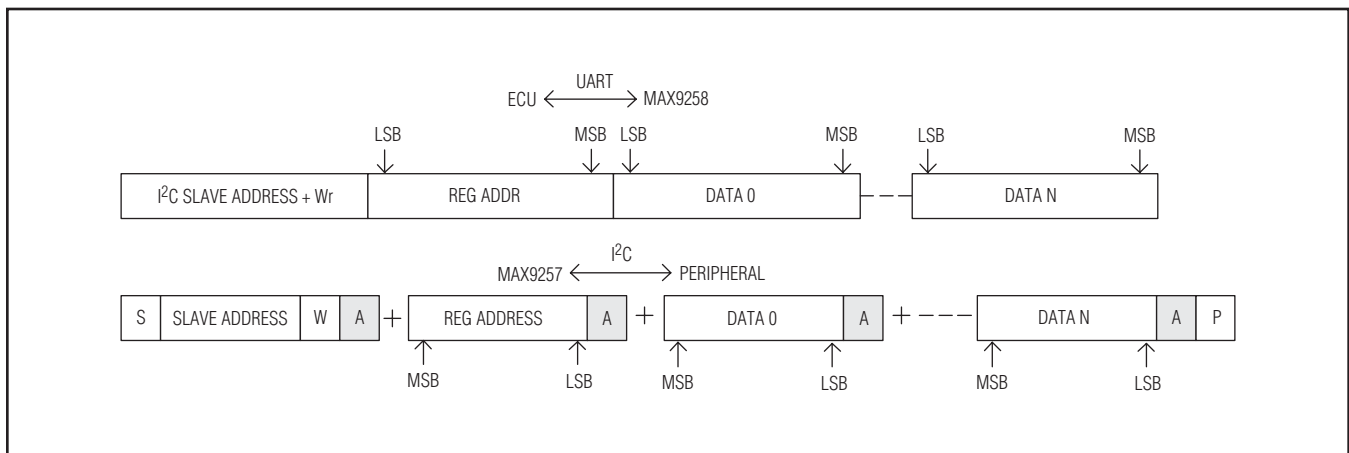 UART
ECU MAX9258
LSB MSB LSB MSB LSB MSB
I²C SLAVE ADDRESS + Wr REG ADDR DATA 0 DATA N
I²C
MAX9257 PERIPHERAL
S SLAVE ADDRESS W A + REG ADDRESS A + DATA 0 A + DATA N A P
MSB LSB MSB LSB MSB LSB